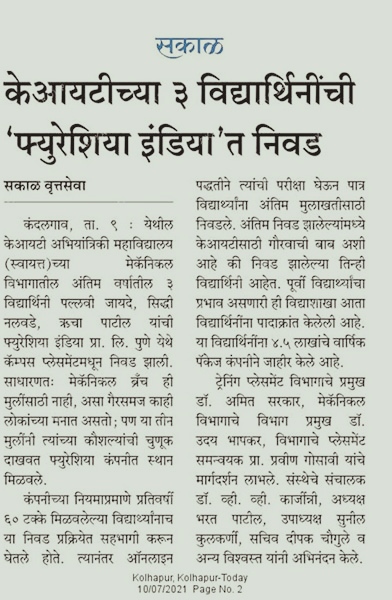 सकाळ
केआयटीच्या ३ विद्यार्थिनींची
‘फ्युरेशिया इंडिया’त निवड
सकाळ वृत्तसेवा
कंदलगाव, ता. ९ : येथील
केआयटी अभियांत्रिकी महाविद्यालय
(स्वायत्त)च्या मेकॅनिकल
विभागातील अंतिम वर्षातील ३
विद्यार्थिनी पल्लवी जायदे, सिद्धी
नलवडे, ऋचा पाटील यांची
फ्युरेशिया इंडिया प्रा. लि. पुणे येथे
कॅम्पस प्लेसमेंटमधून निवड झाली.
साधारणतः मेकॅनिकल ब्रँच ही
मुलींसाठी नाही, असा गैरसमज काही
लोकांच्या मनात असतो; पण या तीन
मुलींनी त्यांच्या कौशल्यांची चुणूक
दाखवत फ्युरेशिया कंपनीत स्थान
मिळवले.
कंपनीच्या नियमाप्रमाणे प्रतिवर्षी
६० टक्के मिळवलेल्या विद्यार्थ्यांनाच
या निवड प्रक्रियेत सहभागी करून
घेतले होते. त्यानंतर ऑनलाइन
पद्धतीने त्यांची परीक्षा घेऊन पात्र
विद्यार्थ्यांना अंतिम मुलाखतीसाठी
निवडले. अंतिम निवड झालेल्यांमध्ये
केआयटीसाठी गौरवाची बाब अशी
आहे की निवड झालेल्या तिन्ही
विद्यार्थिनी आहेत. पूर्वी विद्यार्थ्यांचा
प्रभाव असणारी ही विद्याशाखा आता
विद्यार्थिनींना पादाक्रांत केलेली आहे.
या विद्यार्थिनींना ४.५ लाखांचे वार्षिक
पॅकेज कंपनीने जाहीर केले आहे.
ट्रेनिंग प्लेसमेंट विभागाचे प्रमुख
डॉ. अमित सरकार, मेकॅनिकल
विभागाचे विभाग प्रमुख डॉ.
उदय भापकर, विभागाचे प्लेसमेंट
समन्वयक प्रा. प्रवीण गोसावी यांचे
मार्गदर्शन लाभले. संस्थेचे संचालक
डॉ. व्ही. व्ही. कार्जीन्नी, अध्यक्ष
भरत पाटील, उपाध्यक्ष सुनील
कुलकर्णी, सचिव दीपक चौगुले व
अन्य विश्वस्त यांनी अभिनंदन केले.
Kolhapur, Kolhapur-Today
10/07/2021 Page No. 2